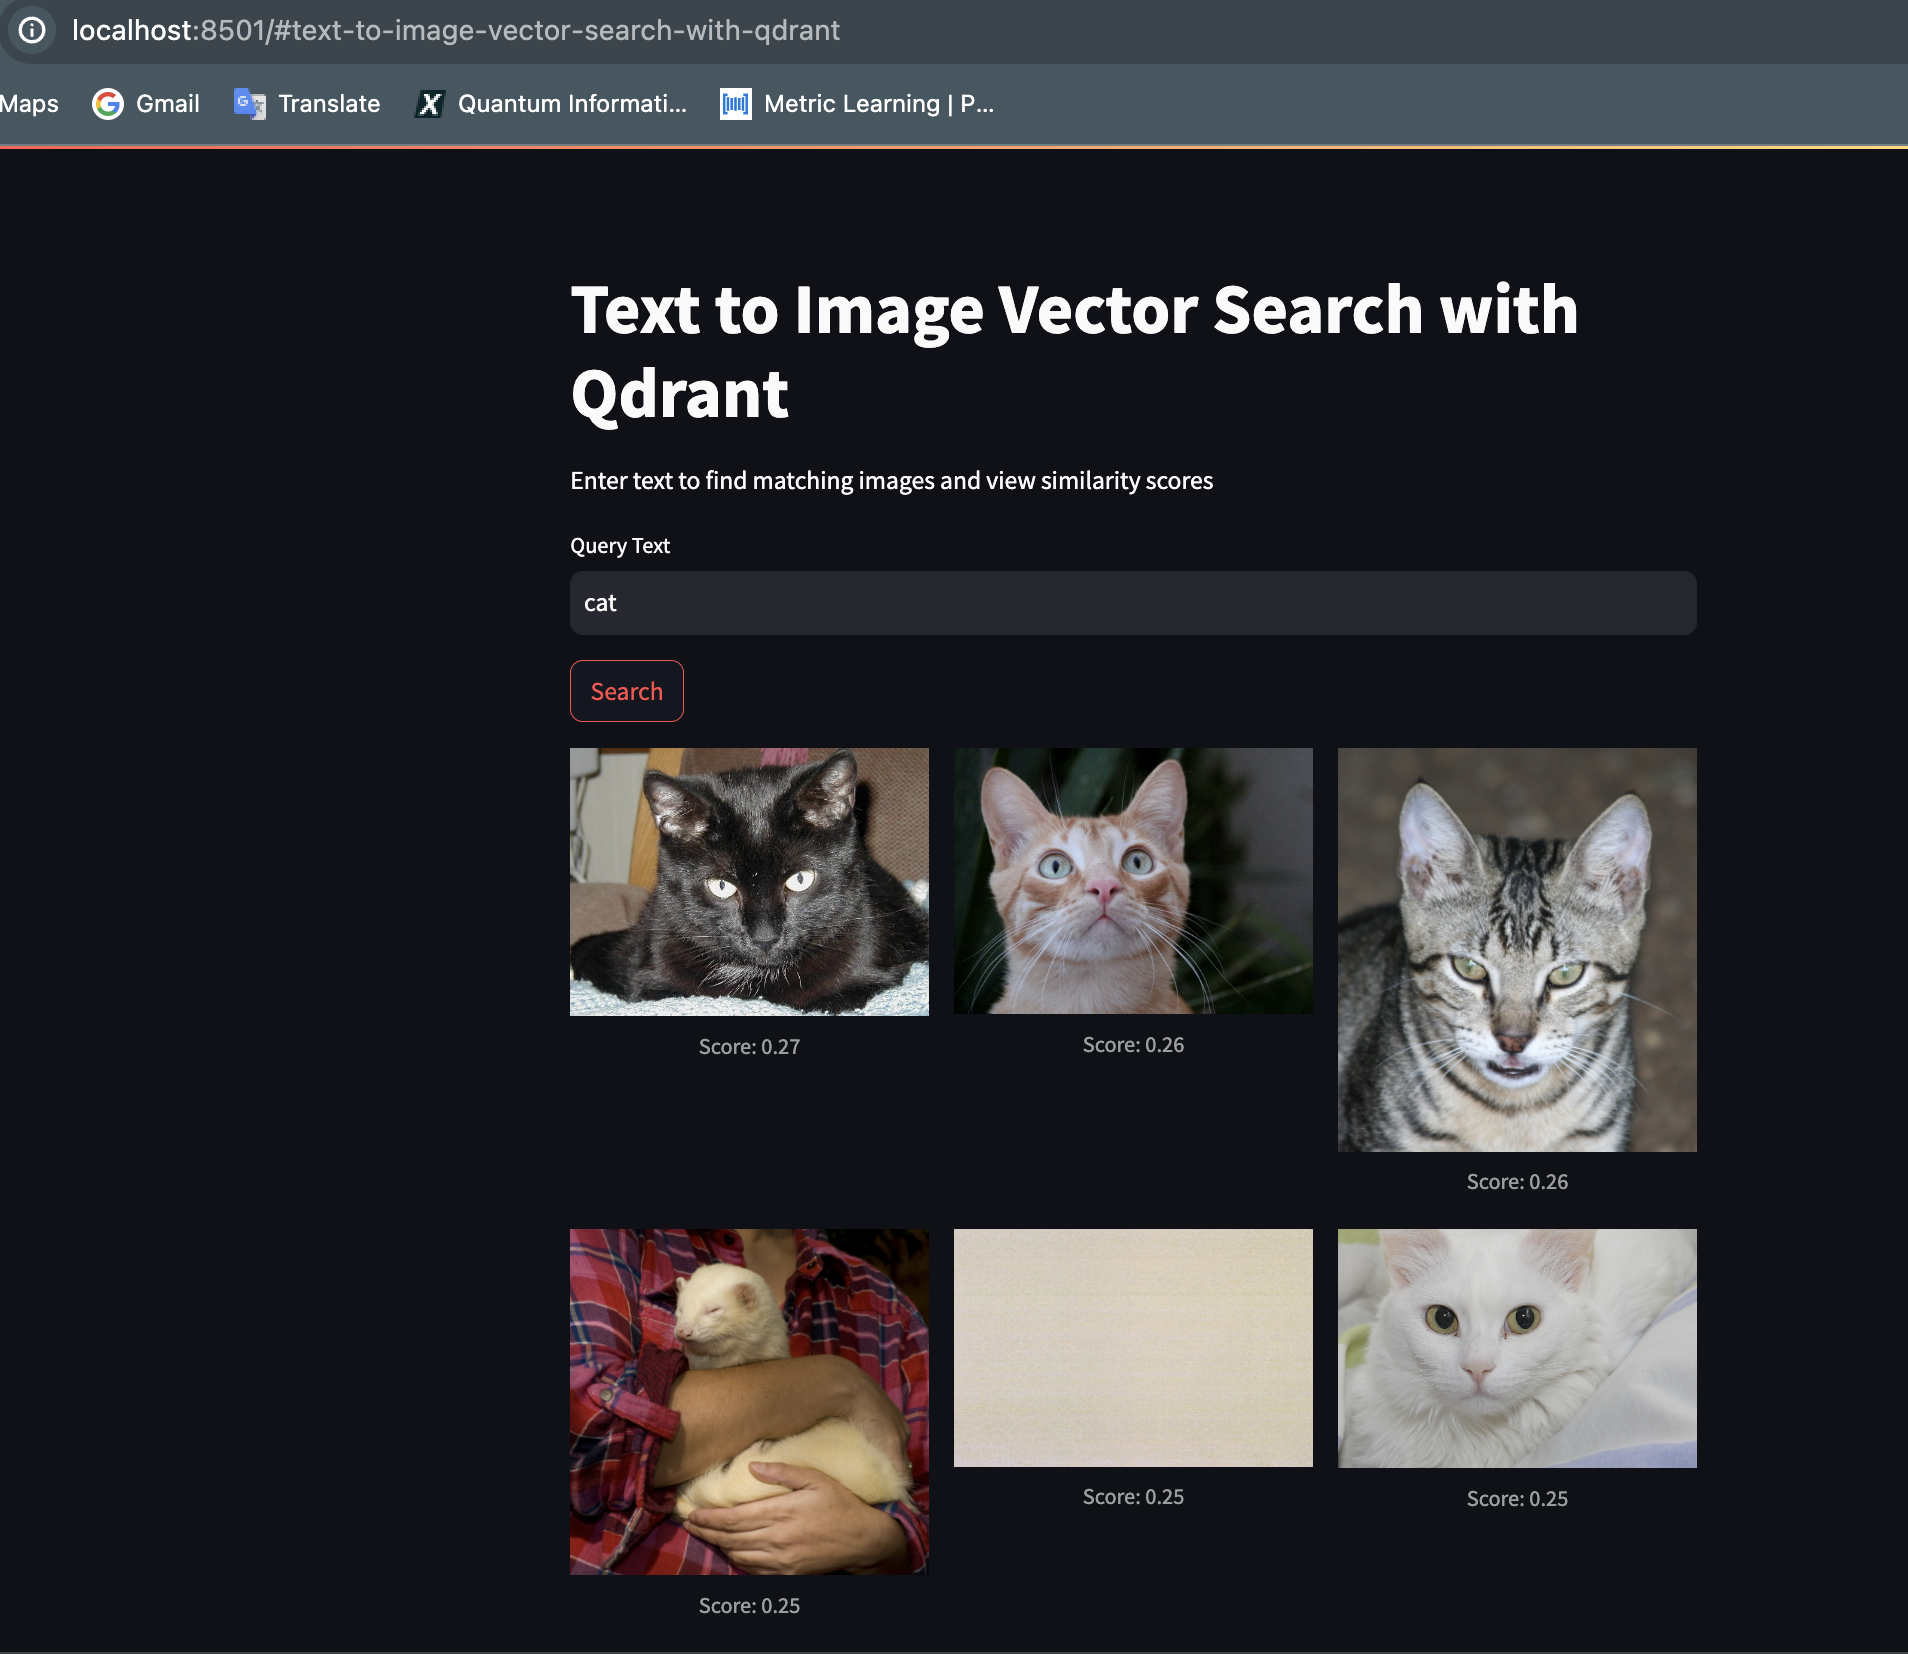 localhost:8501/#text-to-image-vector-search-with-qdrant
Maps
Gmail
Translate
Quantum Informati...
Metric Learning | P...
Text to Image Vector Search with
Qdrant
Enter text to find matching images and view similarity scores
Query Text
cat
Search
Score: 0.27
Score: 0.26
Score: 0.26
Score: 0.25
Score: 0.25
Score: 0.25